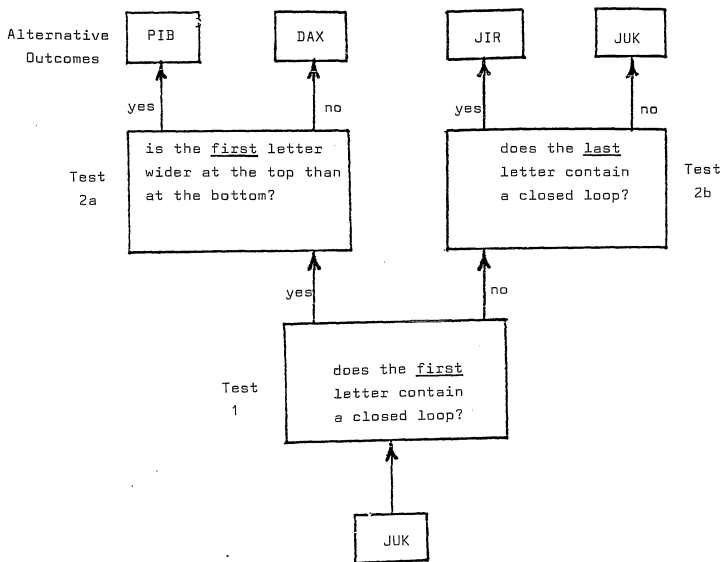 Alternative
Outcomes
PIB
DAX
JIR
JUK
yes
no
yes
no
Test
2a
is the first letter
wider at the top than
at the bottom?
does the last
letter contain
a closed loop?
Test
2b
yes
no
Test
1
does the first
letter contain
a closed loop?
JUK